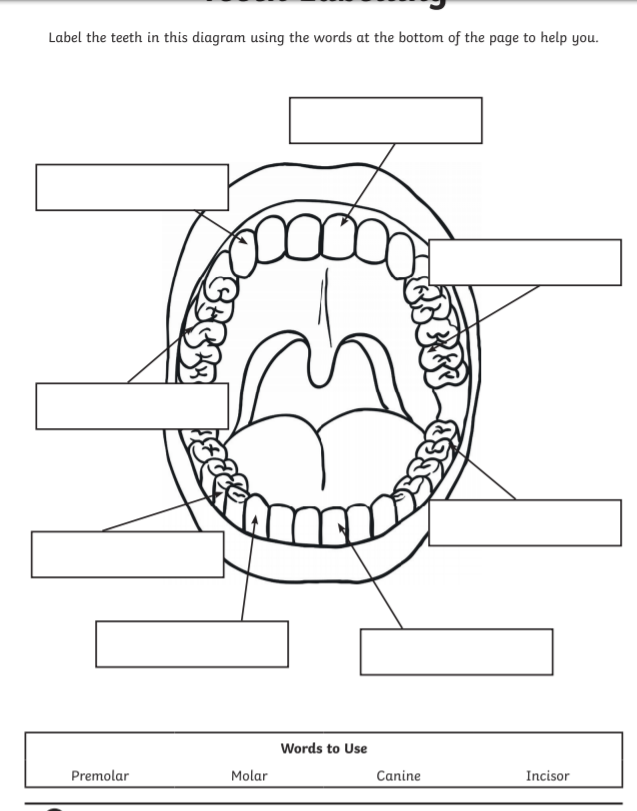 Label the teeth in this diagram using the words at the bottom of the page to help you.
Words to Use
Premolar Molar Canine Incisor